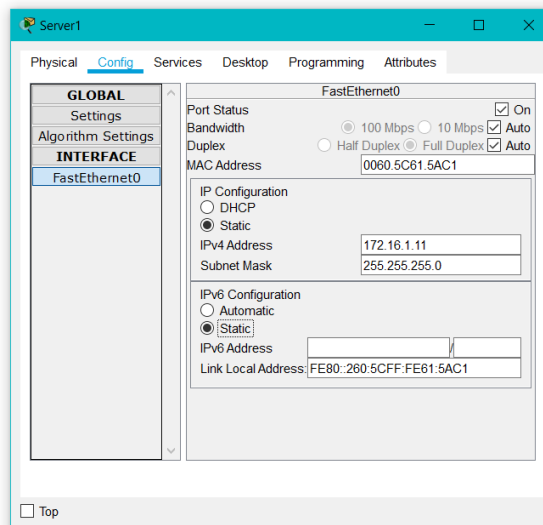 Server1
Physical Config Services Desktop Programming Attributes
GLOBAL
Settings
Algorithm Settings
INTERFACE
FastEthernet0
FastEthernet0
Port Status On
Bandwidth 100 Mbps 10 Mbps Auto
Duplex Half Duplex Full Duplex Auto
MAC Address 0060.5C61.5AC1
IP Configuration
DHCP
Static
IPv4 Address 172.16.1.11
Subnet Mask 255.255.255.0
IPv6 Configuration
Automatic
Static
IPv6 Address /
Link Local Address: FE80::260:5CFF:FE61:5AC1
Top